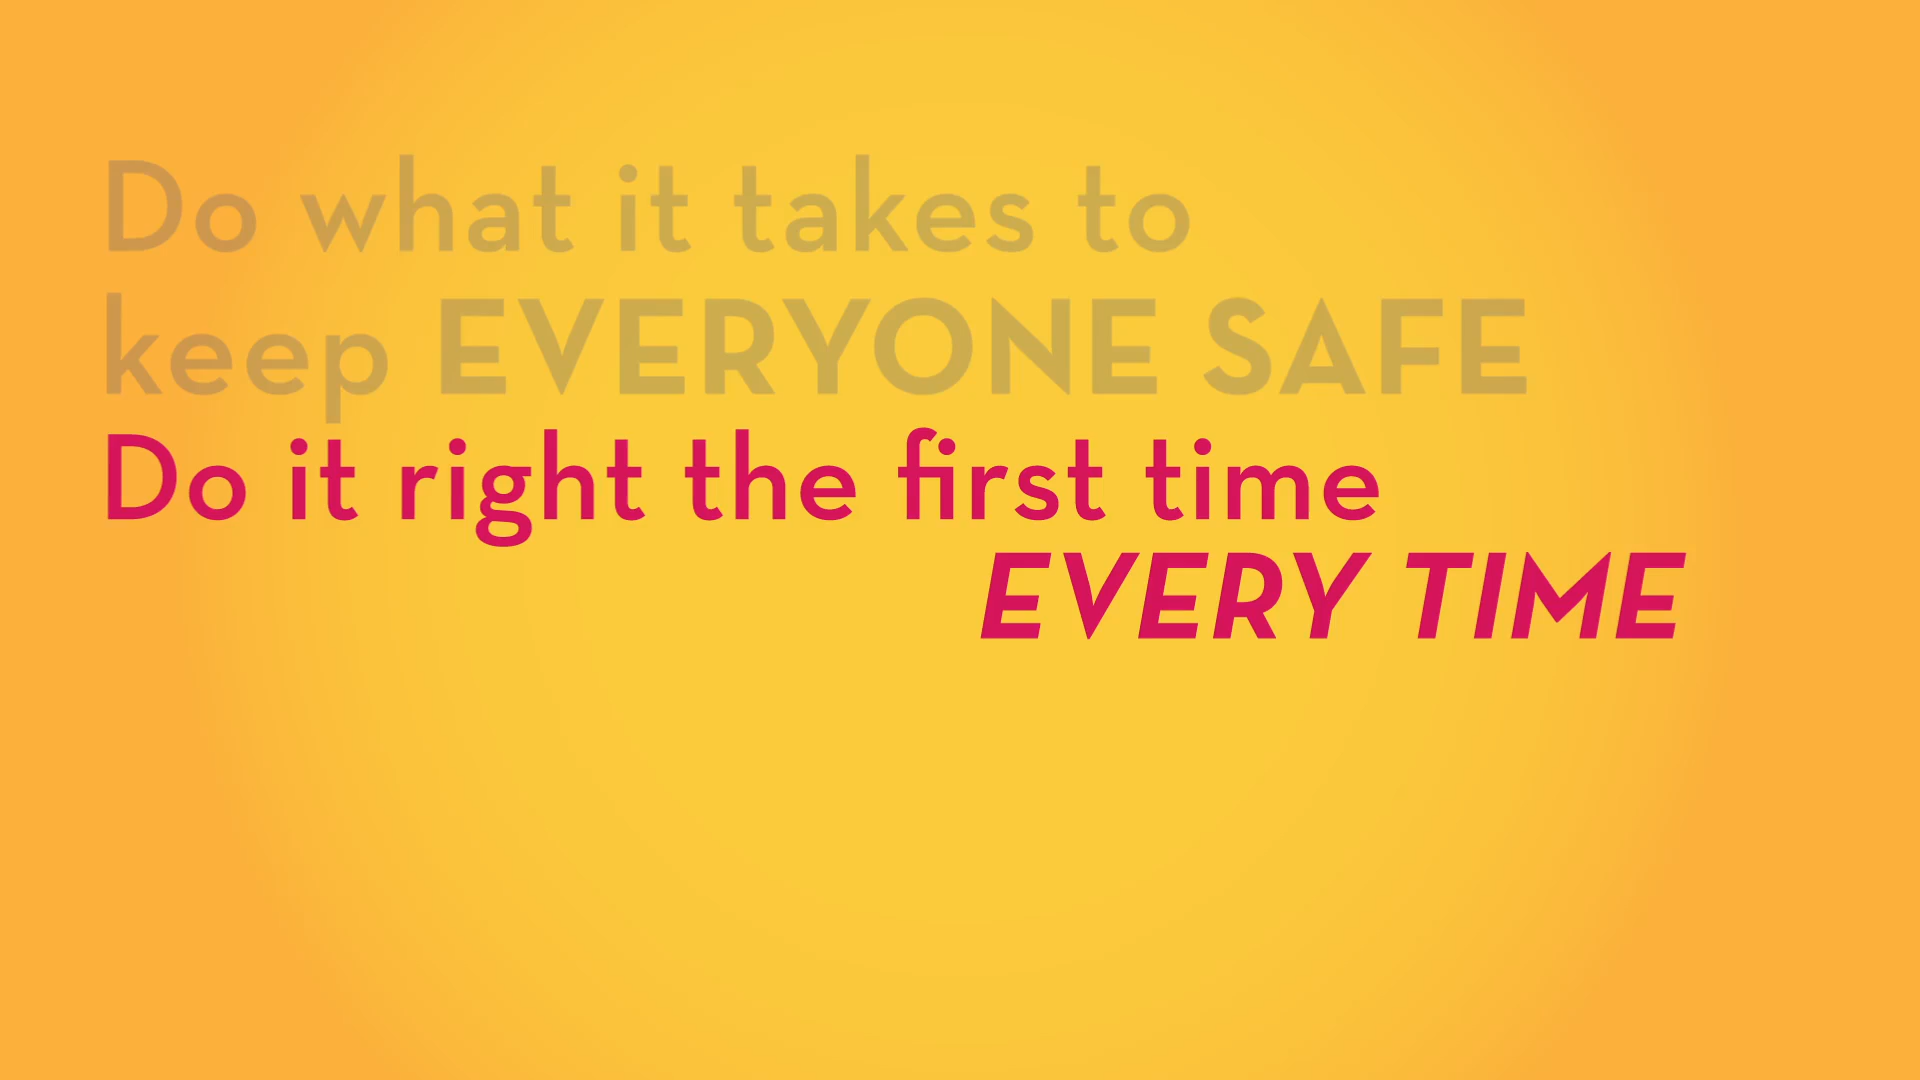 Do what it takes to
keep EVERYONE SAFE
Do it right the first time
EVERY TIME